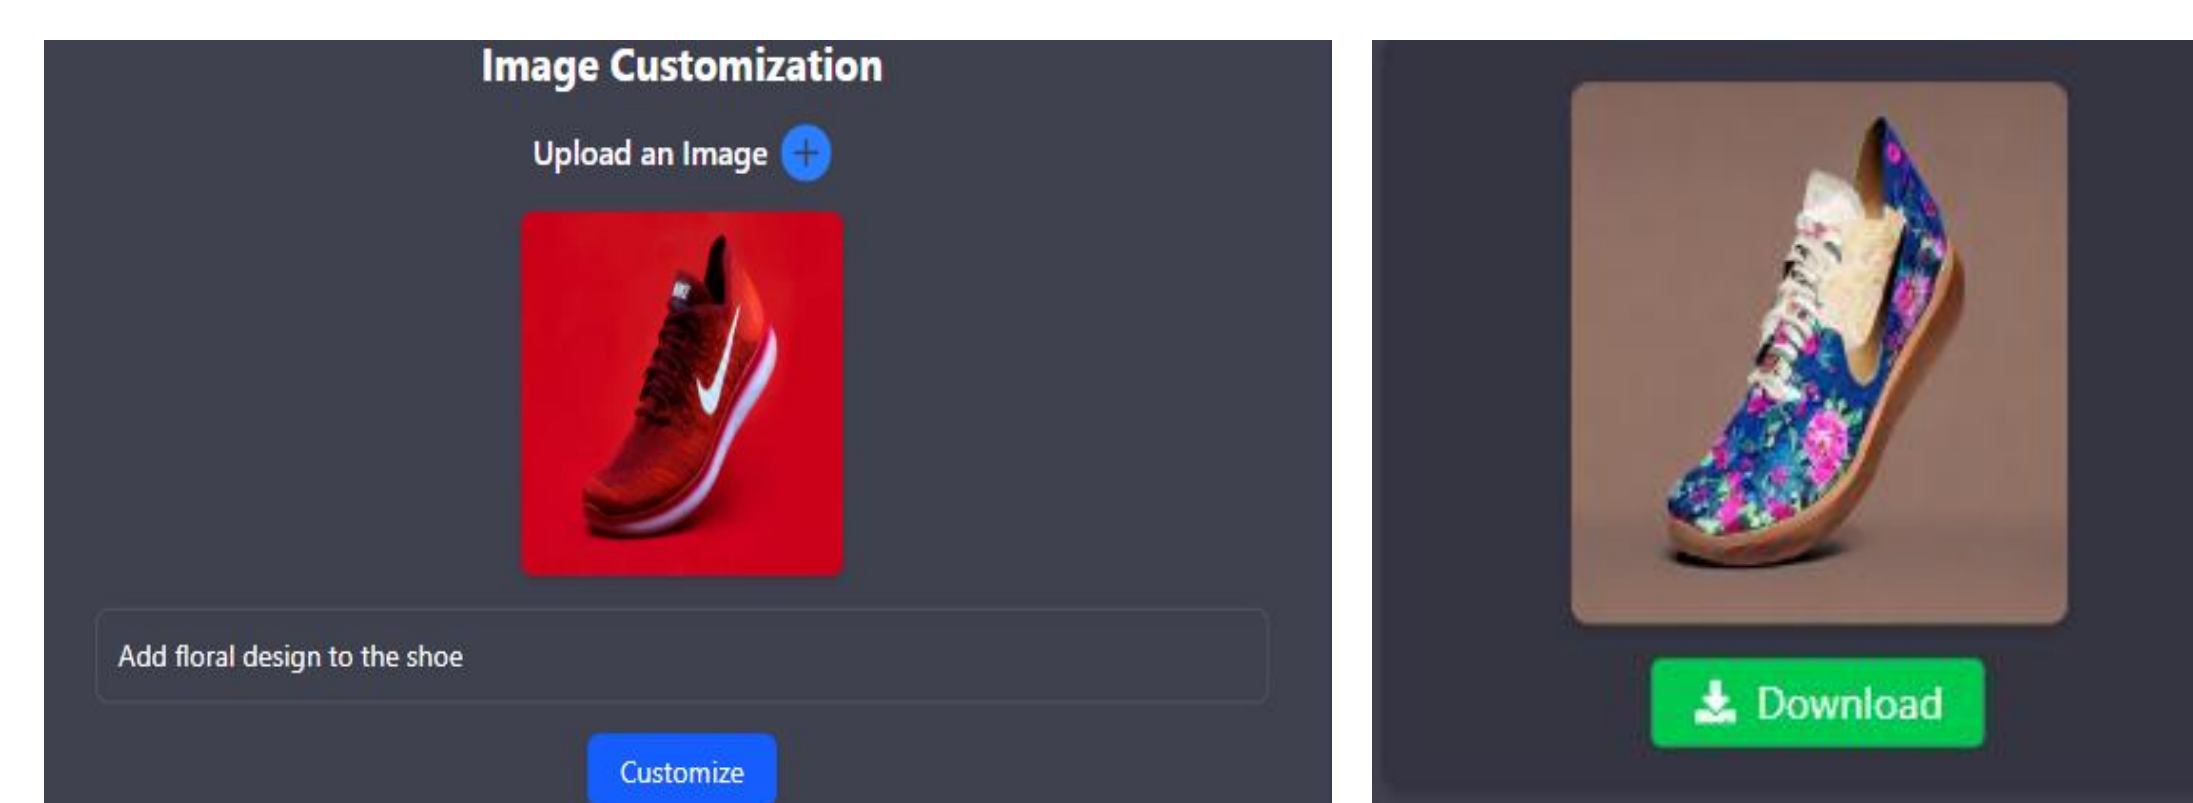 Image Customization
Upload an Image
Add floral design to the shoe
Customize
Download